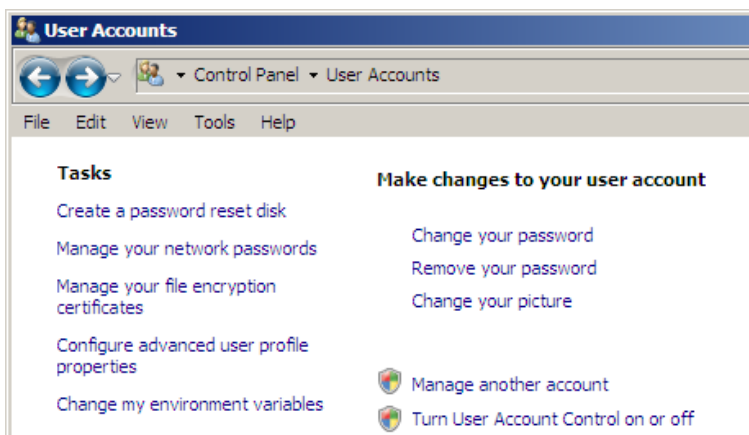 User Accounts
Control Panel User Accounts
File Edit View Tools Help
Tasks
Create a password reset disk
Manage your network passwords
Manage your file encryption
certificates
Configure advanced user profile
properties
Change my environment variables
Make changes to your user account
Change your password
Remove your password
Change your picture
Manage another account
Turn User Account Control on or off